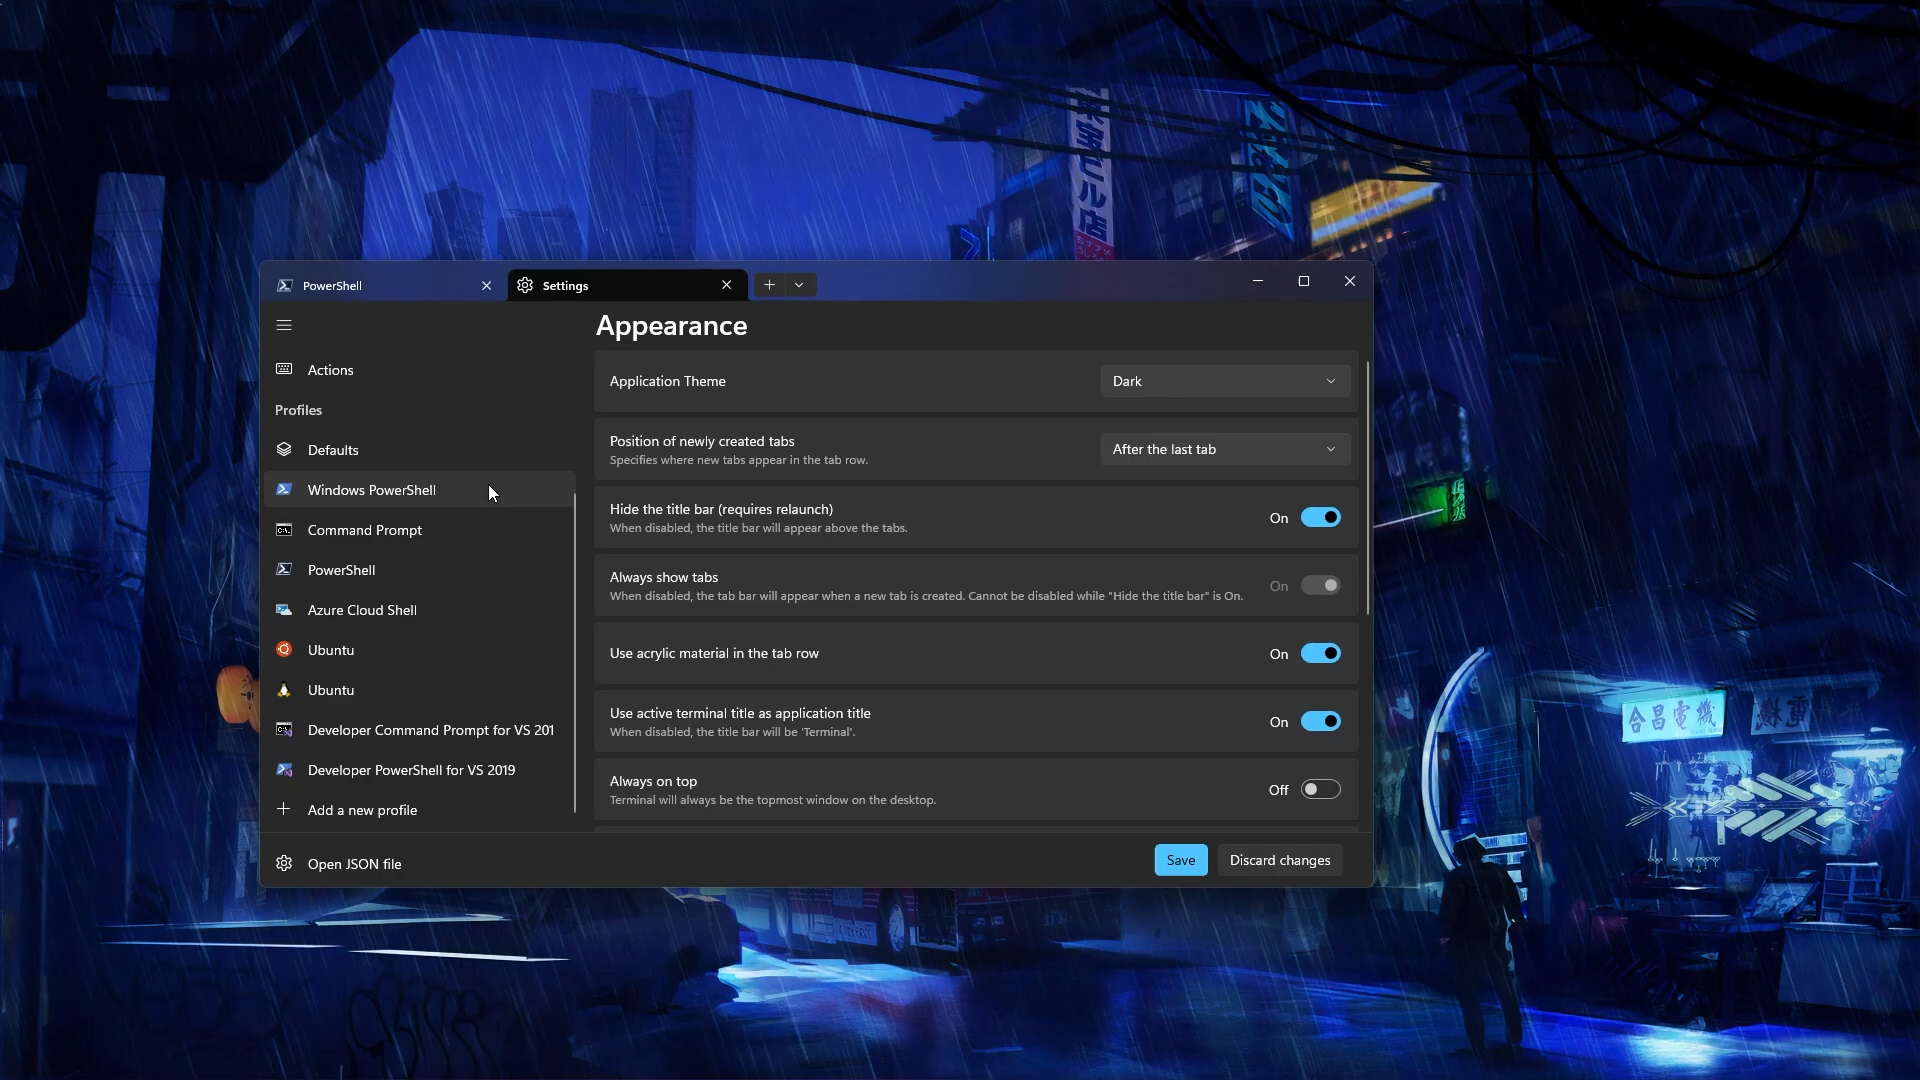 PowerShell
Settings
Appearance
Actions
Profiles
Defaults
Windows PowerShell
Command Prompt
PowerShell
Azure Cloud Shell
Ubuntu
Ubuntu
Developer Command Prompt for VS 201
Developer PowerShell for VS 2019
Add a new profile
Open JSON file
Application Theme
Dark
Position of newly created tabs
Specifies where new tabs appear in the tab row.
After the last tab
Hide the title bar (requires relaunch)
When disabled, the title bar will appear above the tabs.
On
Always show tabs
When disabled, the tab bar will appear when a new tab is created. Cannot be disabled while "Hide the title bar" is On.
On
Use acrylic material in the tab row
On
Use active terminal title as application title
When disabled, the title bar will be 'Terminal'.
On
Always on top
Terminal will always be the topmost window on the desktop.
Off
Save
Discard changes
合昌電機